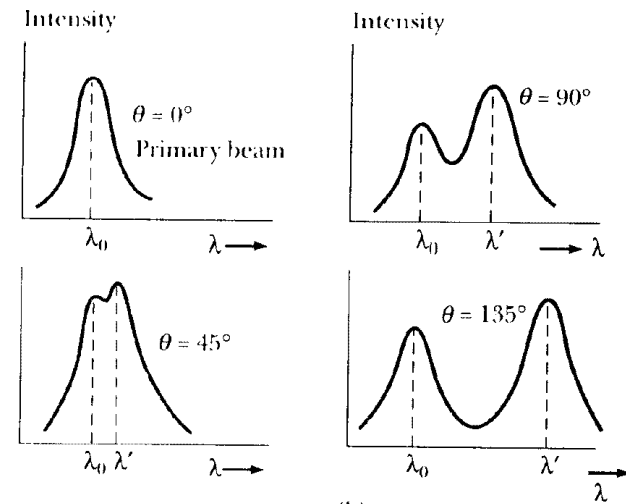 Intensity
θ = 0°
Primary beam
λ₀
λ
Intensity
θ = 90°
λ₀
λ′
λ
θ = 45°
λ₀
λ′
λ
θ = 135°
λ₀
λ′
λ